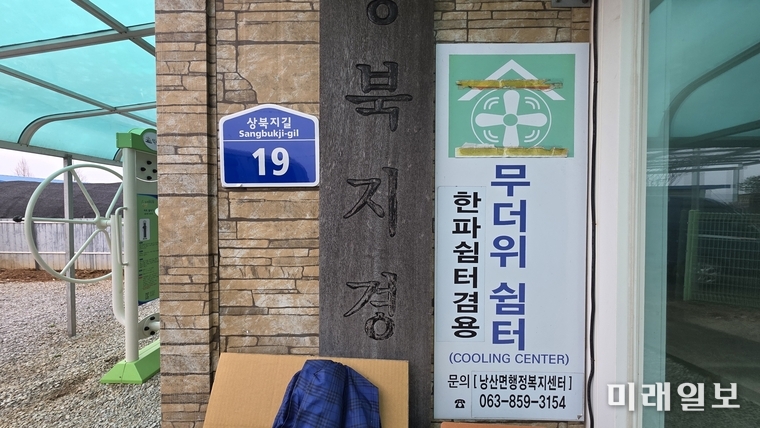 상북지길
Sangbukji-gil
19
북지경
무더위 쉼터
한파쉼터겸용
(COOLING CENTER)
문의 [낭산면행정복지센터]
☎ 063-859-3154
미래일보